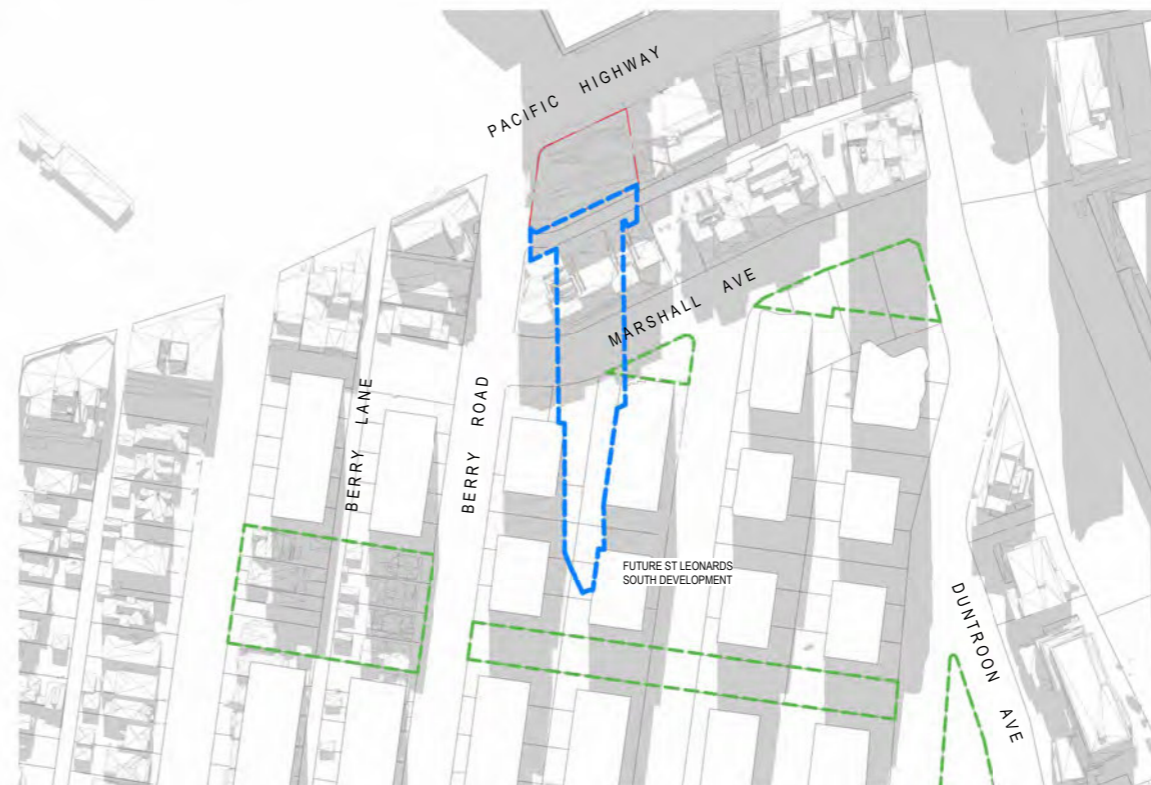 PACIFIC HIGHWAY
MARSHALL AVE
BERRY LANE
BERRY ROAD
FUTURE ST LEONARDS
SOUTH DEVELOPMENT
DUNTROON AVE